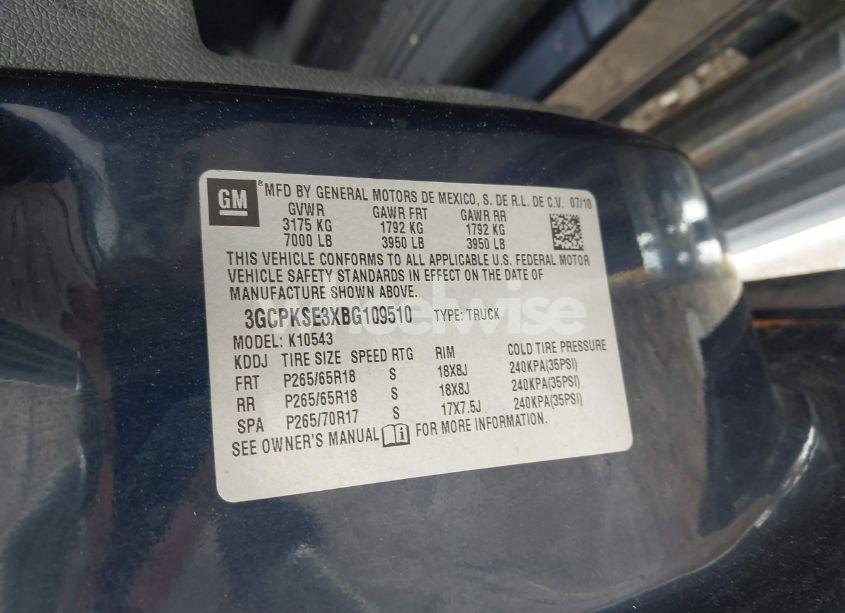 GM
® MFD BY GENERAL MOTORS DE MEXICO, S. DE R.L. DE C.V. 07/10
GVWR GAWR FRT GAWR RR
3175 KG 1792 KG 1792 KG
7000 LB 3950 LB 3950 LB
THIS VEHICLE CONFORMS TO ALL APPLICABLE U.S. FEDERAL MOTOR
VEHICLE SAFETY STANDARDS IN EFFECT ON THE DATE OF
MANUFACTURE SHOWN ABOVE.
3GCPKSE3XBG109510 TYPE: TRUCK
MODEL: K10543
KDDJ TIRE SIZE SPEED RTG RIM COLD TIRE PRESSURE
FRT P265/65R18 S 18X8J 240KPA(35PSI)
RR P265/65R18 S 18X8J 240KPA(35PSI)
SPA P265/70R17 S 17X7.5J 240KPA(35PSI)
SEE OWNER'S MANUAL FOR MORE INFORMATION.